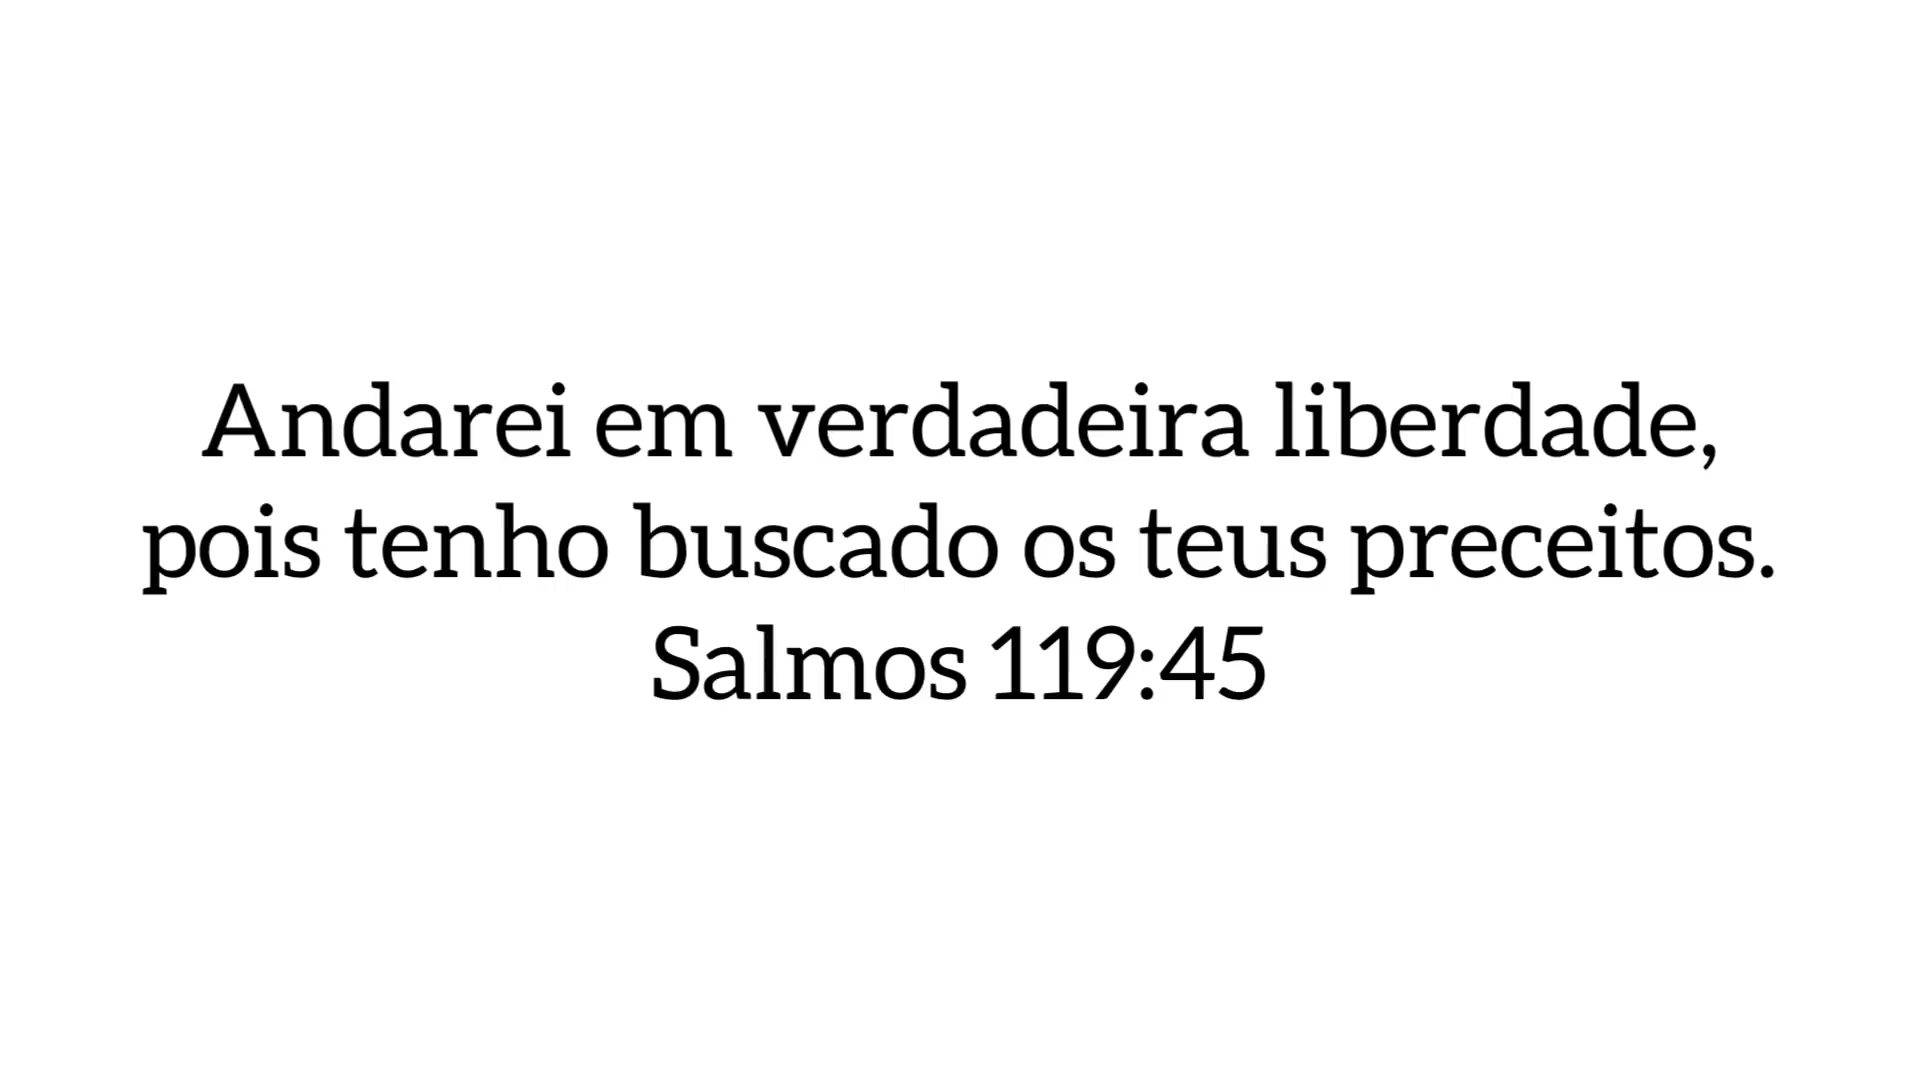 Andarei em verdadeira liberdade,
pois tenho buscado os teus preceitos.
Salmos 119:45